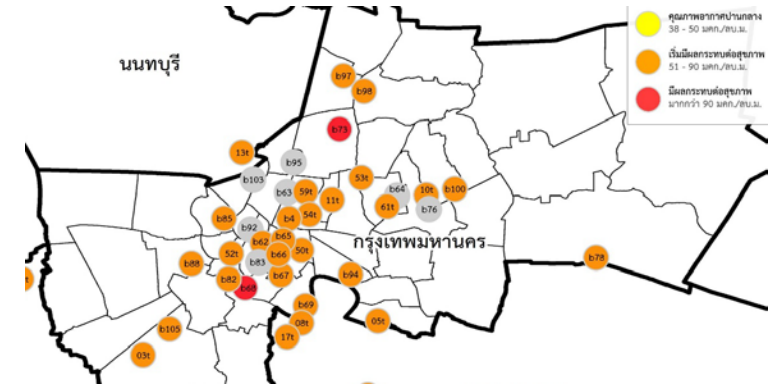 คุณภาพอากาศปานกลาง
38 - 50 มคก./ลบ.ม.
เริ่มมีผลกระทบต่อสุขภาพ
51 - 90 มคก./ลบ.ม.
มีผลกระทบต่อสุขภาพ
มากกว่า 90 มคก./ลบ.ม.
นนทบุรี
b97
b98
b73
13t
b95
b103
b63
59t
53t
11t
b64
10t
b100
61t
b76
b85
b4
54t
b92
b62
b65
กรุงเทพมหานคร
52t
b66
50t
b83
b88
b82
b67
b68
b94
b78
b69
08t
05t
17t
b105
03t